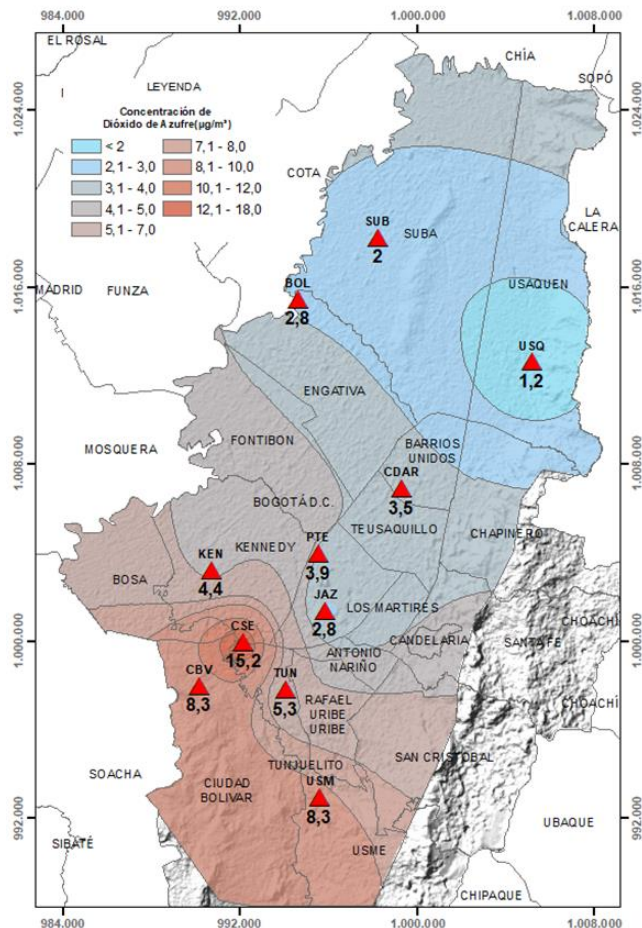 984.000 992.000 1.000.000 1.008.000
EL ROSAL
CHÍA
SOPÓ
LEYENDA
1.024.000 1.024.000
Concentración de
Dióxido de Azufre(µg/m³)
< 2 7,1 - 8,0
2,1 - 3,0 8,1 - 10,0
3,1 - 4,0 10,1 - 12,0
4,1 - 5,0 12,1 - 18,0
5,1 - 7,0
COTA
SUB
SUBA
2
LA
CALERA
1.016.000 1.016.000
MADRID
FUNZA
BOL
2,8
USAQUEN
USQ
1,2
ENGATIVA
FONTIBON
BARRIOS
UNIDOS
MOSQUERA
1.008.000 1.008.000
CDAR
3,5
BOGOTÁ D.C.
TEUSAQUILLO
CHAPINERO
PTE
3,9
KENNEDY
KEN
4,4
BOSA
JAZ
2,8
LOS MARTIRES
CHOACHÍ
CSE
15,2
CANDELARIA
SANTA FE
1.000.000 1.000.000
ANTONIO
NARIÑO
CBV
8,3
TUN
5,3
RAFAEL
URIBE
URIBE
CHOACHÍ
SAN CRISTOBAL
TUNJUELITO
SOACHA
CIUDAD
BOLIVAR
USM
8,3
992.000 992.000
UBAQUE
SIBATÉ
USME
CHIPAQUE
984.000 992.000 1.000.000 1.008.000